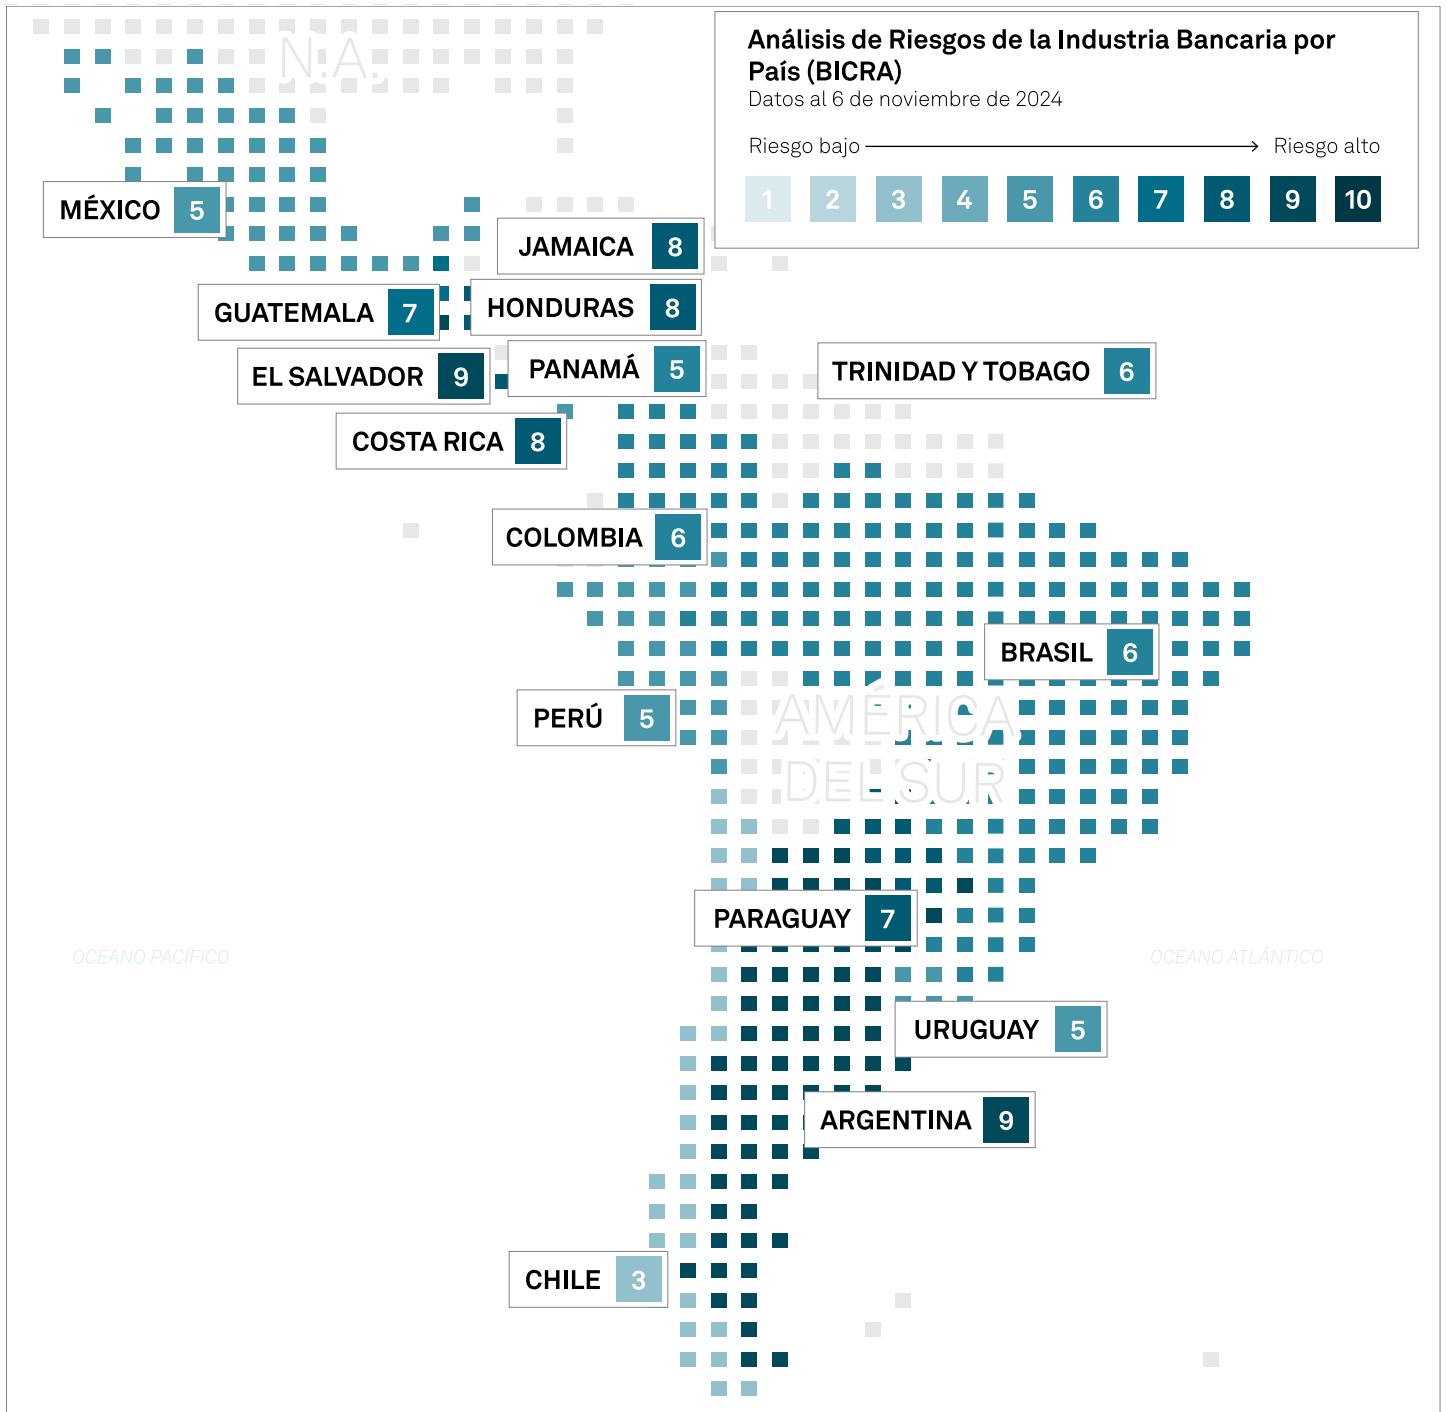 N.A.
Análisis de Riesgos de la Industria Bancaria por
País (BICRA)
Datos al 6 de noviembre de 2024
Riesgo bajo
Riesgo alto
1 2 3 4 5 6 7 8 9 10
MÉXICO 5
JAMAICA 8
GUATEMALA 7
HONDURAS 8
EL SALVADOR 9
PANAMÁ 5
TRINIDAD Y TOBAGO 6
COSTA RICA 8
COLOMBIA 6
BRASIL 6
PERÚ 5
AMÉRICA
DEL SUR
PARAGUAY 7
OCEANO PACÍFICO
OCEANO ATLÁNTICO
URUGUAY 5
ARGENTINA 9
CHILE 3